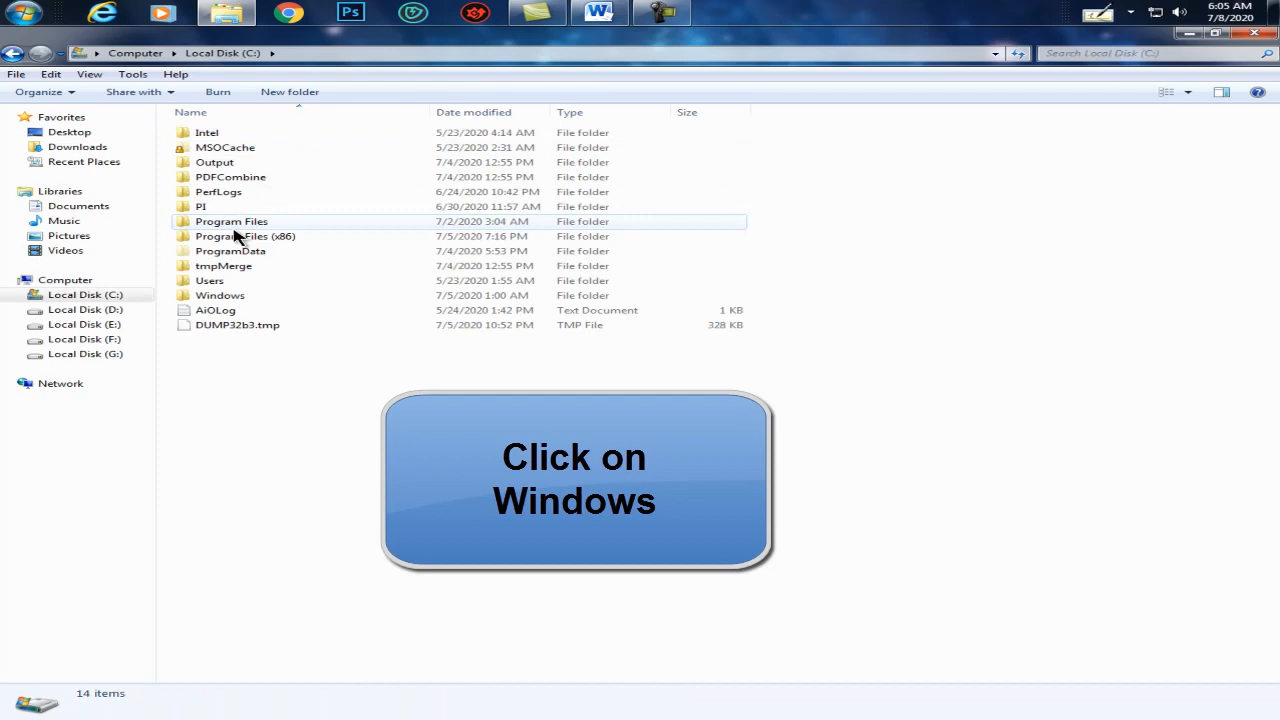 Ps
W
6:05 AM
7/8/2020
Computer
Local Disk (C:)
Search Local Disk (C:)
File Edit View Tools Help
Organize Share with Burn New folder
Name Date modified Type Size
Favorites
Desktop
Downloads
Recent Places
Libraries
Documents
Music
Pictures
Videos
Computer
Local Disk (C:)
Local Disk (D:)
Local Disk (E:)
Local Disk (F:)
Local Disk (G:)
Network
Intel 5/23/2020 4:14 AM File folder
MSOCache 5/23/2020 2:31 AM File folder
Output 7/4/2020 12:55 PM File folder
PDFCombine 7/4/2020 12:55 PM File folder
PerfLogs 6/24/2020 10:42 PM File folder
PI 6/30/2020 11:57 AM File folder
Program Files 7/2/2020 3:04 AM File folder
Program Files (x86) 7/5/2020 7:16 PM File folder
ProgramData 7/4/2020 5:53 PM File folder
tmpMerge 7/4/2020 12:55 PM File folder
Users 5/23/2020 1:55 AM File folder
Windows 7/5/2020 1:00 AM File folder
AiOLog 5/24/2020 1:42 PM Text Document 1 KB
DUMP32b3.tmp 7/5/2020 10:52 PM TMP File 328 KB
Click on
Windows
14 items